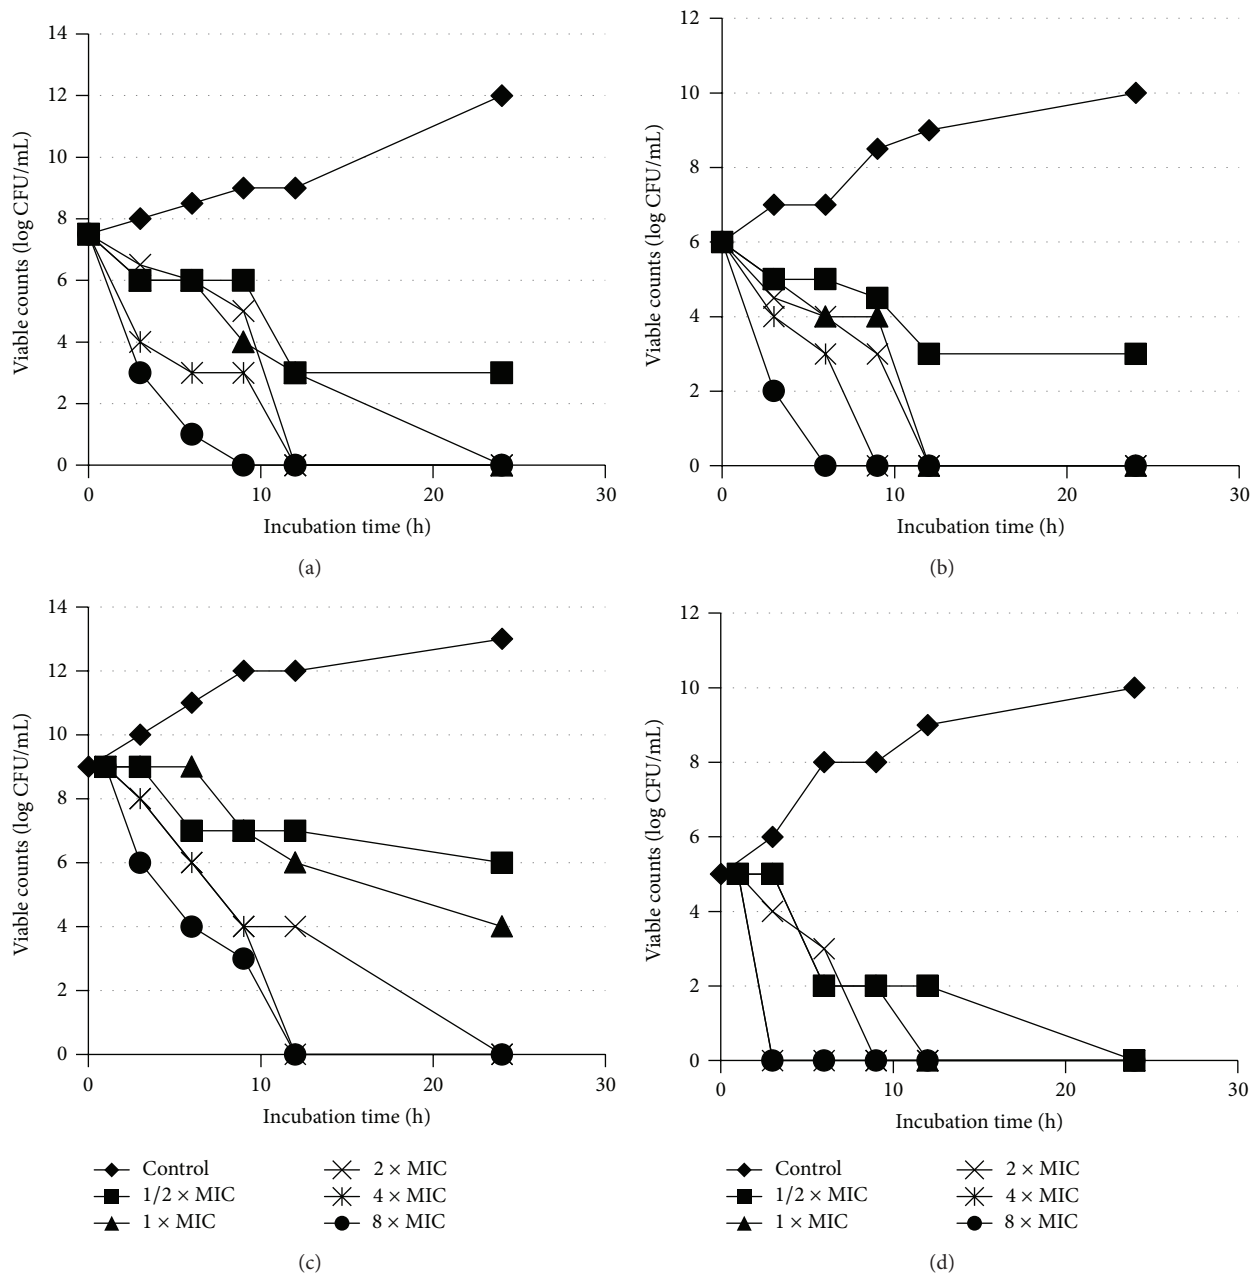 14
12
10
8
6
4
2
0
0 10 20 30
Viable counts (log CFU/mL)
Incubation time (h)
(a)
12
10
8
6
4
2
0
0 10 20 30
Viable counts (log CFU/mL)
Incubation time (h)
(b)
14
12
10
8
6
4
2
0
0 10 20 30
Viable counts (log CFU/mL)
Incubation time (h)
Control
1/2 × MIC
1 × MIC
2 × MIC
4 × MIC
8 × MIC
(c)
12
10
8
6
4
2
0
0 10 20 30
Viable counts (log CFU/mL)
Incubation time (h)
Control
1/2 × MIC
1 × MIC
2 × MIC
4 × MIC
8 × MIC
(d)